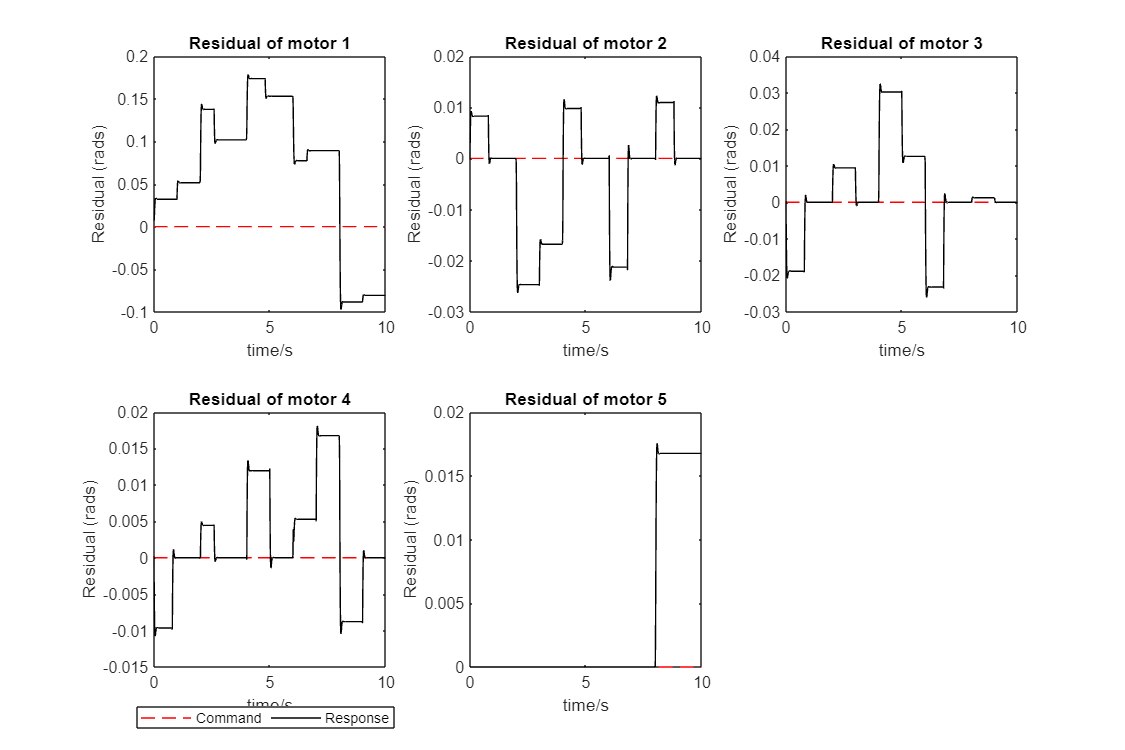 Residual of motor 1
0.2
0.15
0.1
0.05
0
-0.05
-0.1
Residual (rads)
0 5 10
time/s
Residual of motor 2
0.02
0.01
0
-0.01
-0.02
-0.03
Residual (rads)
0 5 10
time/s
Residual of motor 3
0.04
0.03
0.02
0.01
0
-0.01
-0.02
-0.03
Residual (rads)
0 5 10
time/s
Residual of motor 4
0.02
0.015
0.01
0.005
0
-0.005
-0.01
-0.015
Residual (rads)
0 5 10
time/s
Residual of motor 5
0.02
0.015
0.01
0.005
0
Residual (rads)
0 5 10
time/s
Command Response